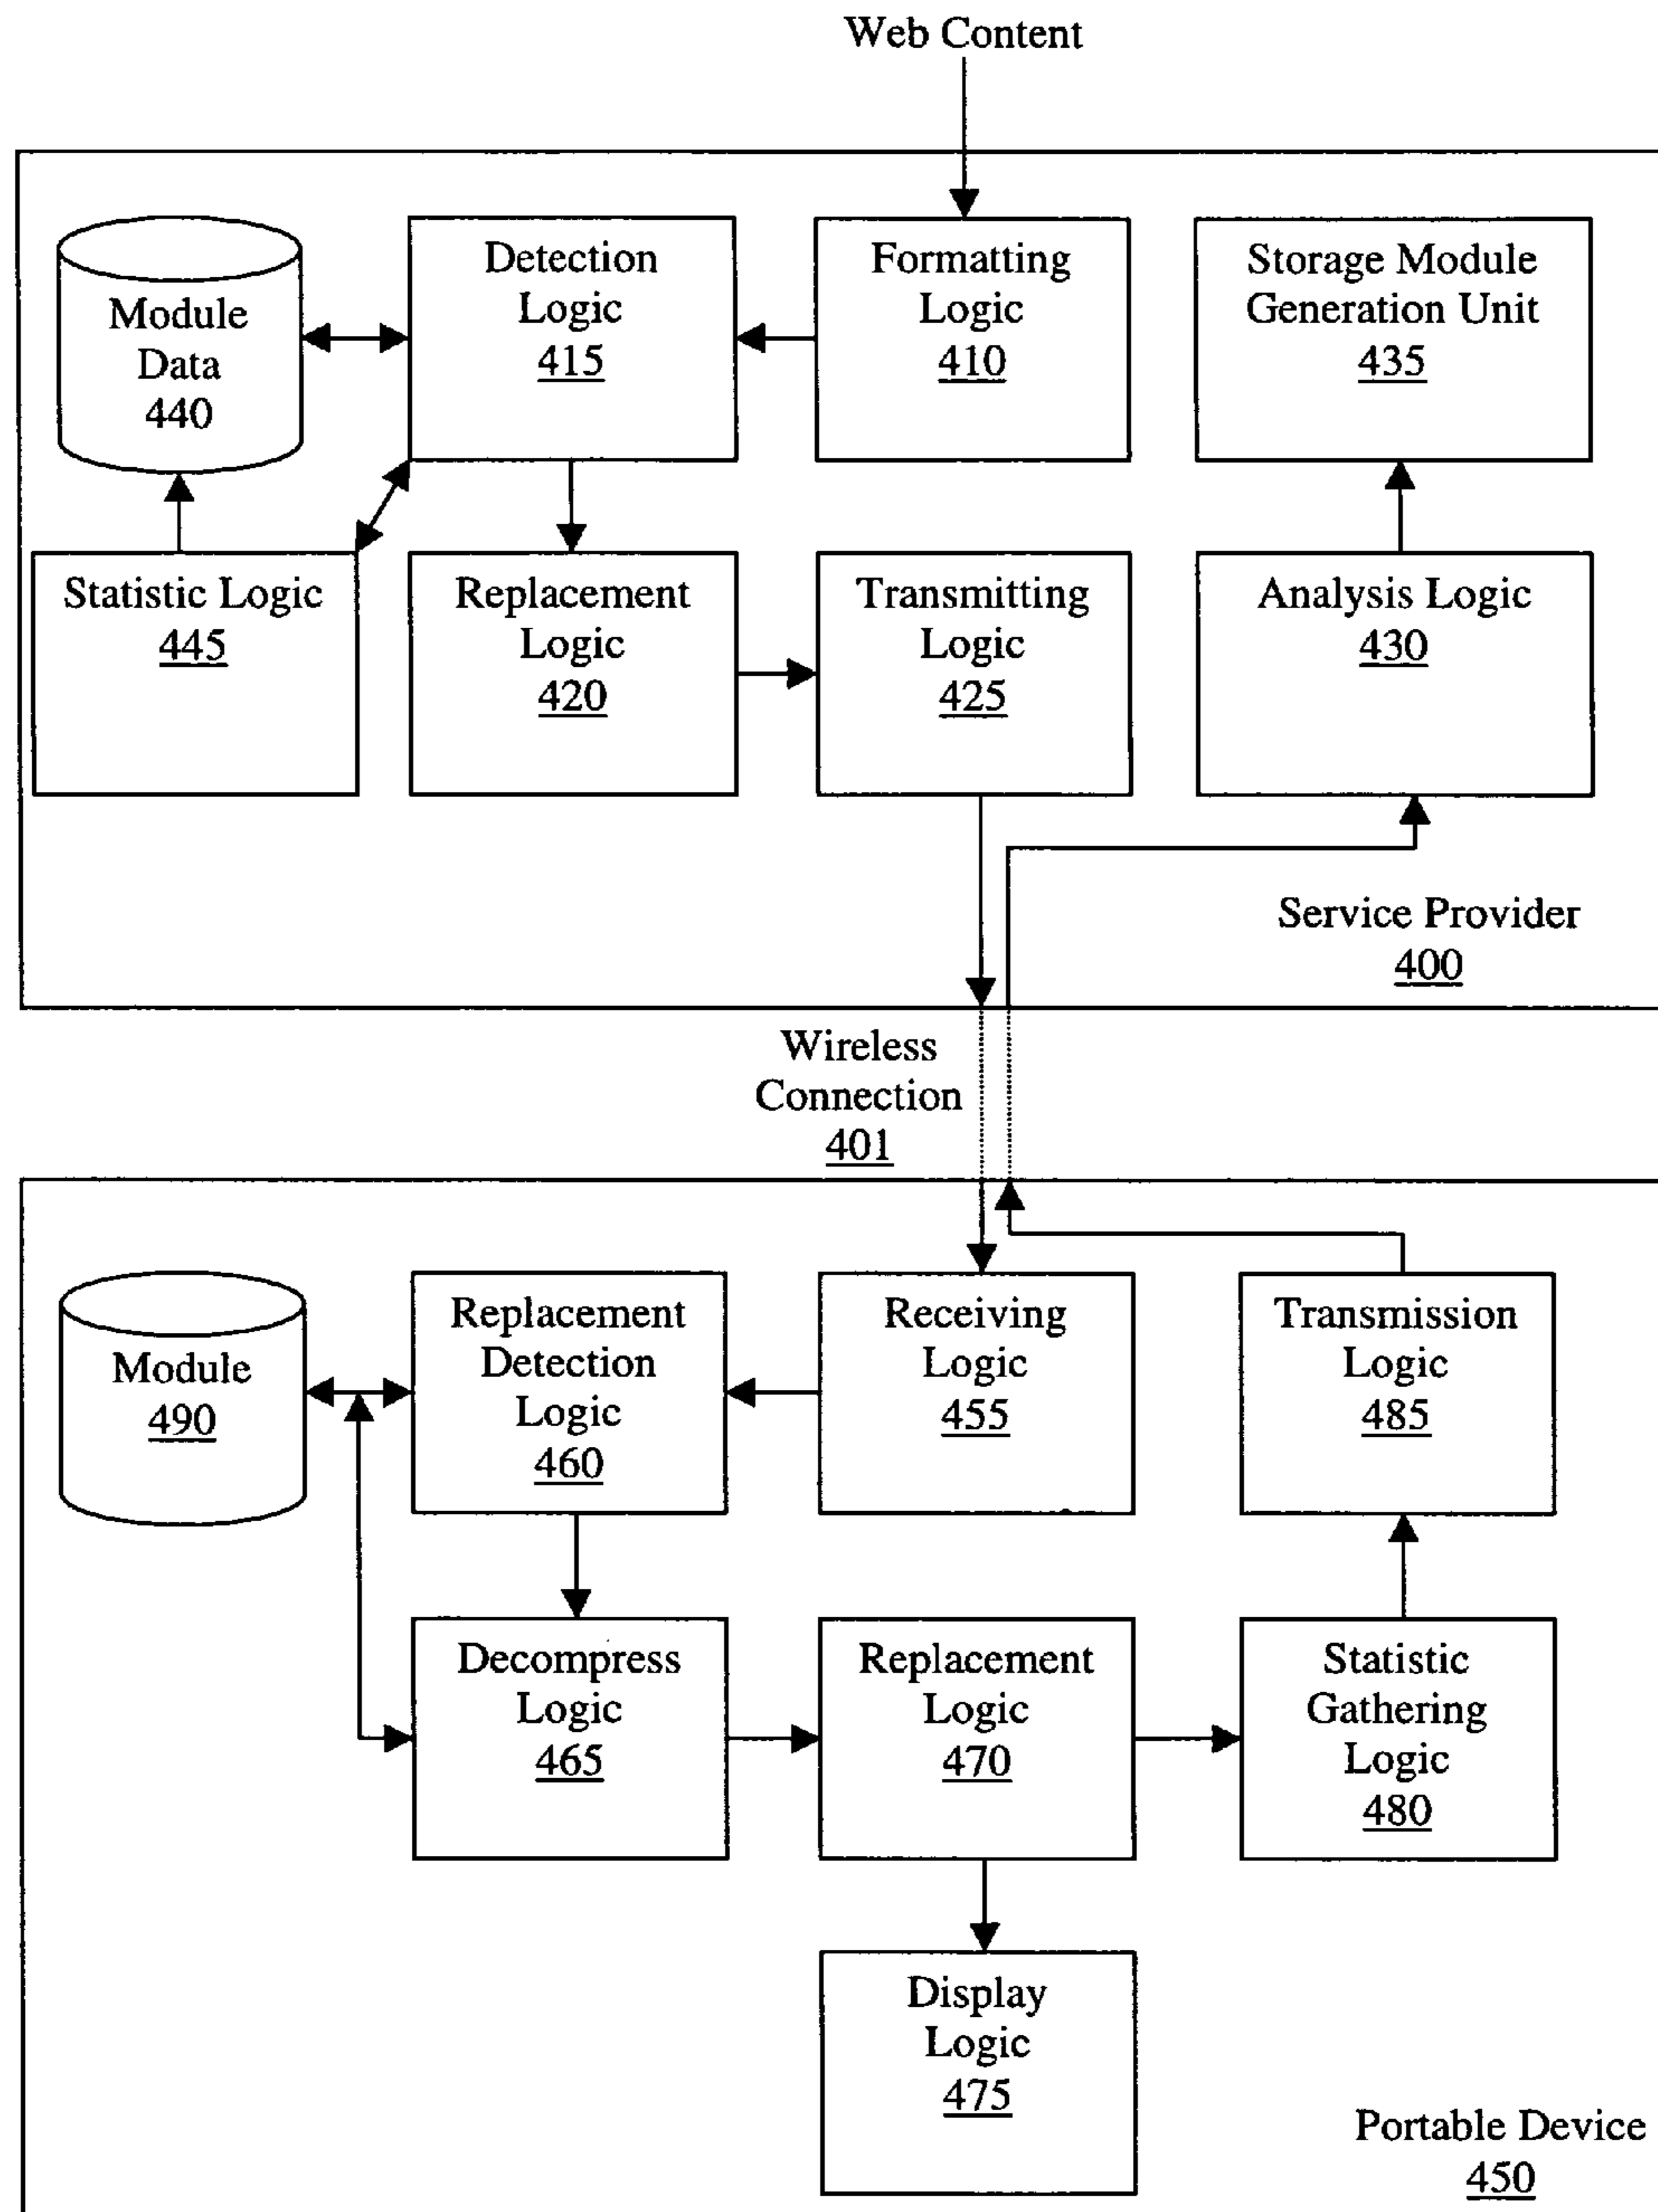 Web Content
Module
Data
440
Detection
Logic
415
Formatting
Logic
410
Storage Module
Generation Unit
435
Statistic Logic
445
Replacement
Logic
420
Transmitting
Logic
425
Analysis Logic
430
Service Provider
400
Wireless
Connection
401
Module
490
Replacement
Detection
Logic
460
Receiving
Logic
455
Transmission
Logic
485
Decompress
Logic
465
Replacement
Logic
470
Statistic
Gathering
Logic
480
Display
Logic
475
Portable Device
450